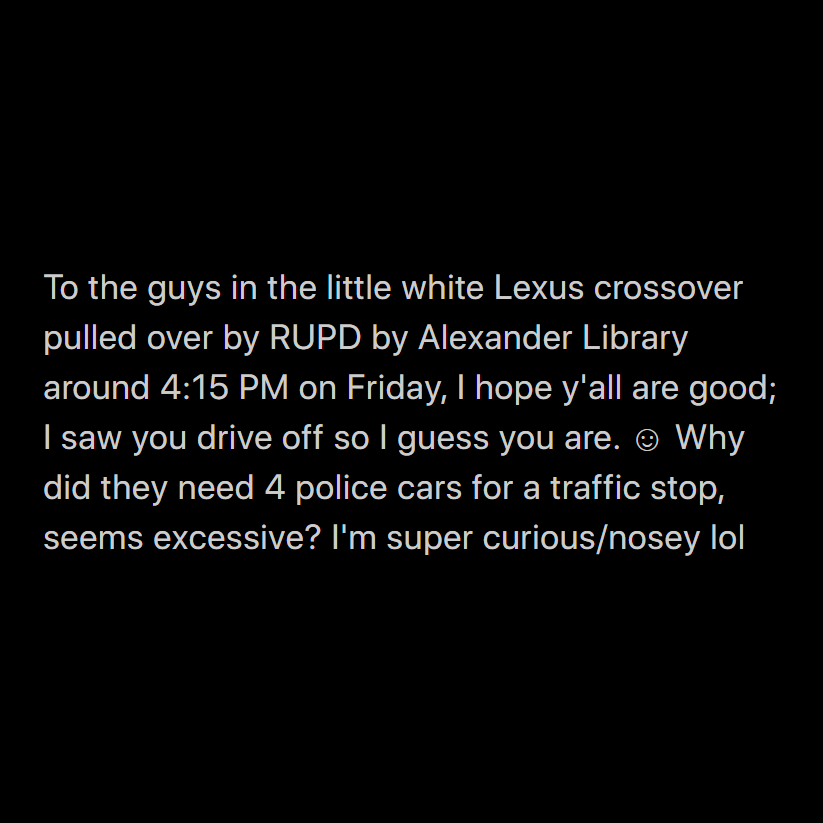 To the guys in the little white Lexus crossover
pulled over by RUPD by Alexander Library
around 4:15 PM on Friday, I hope y'all are good;
I saw you drive off so I guess you are. ☺ Why
did they need 4 police cars for a traffic stop,
seems excessive? I'm super curious/nosey lol